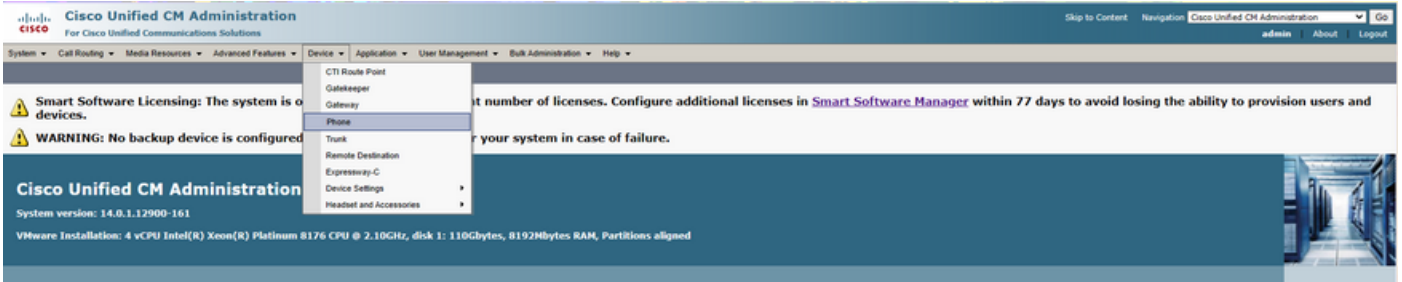 cisco
Cisco Unified CM Administration
For Cisco Unified Communications Solutions
Skip to Content Navigation Cisco Unified CM Administration Go
admin | About | Logout
System Call Routing Media Resources Advanced Features Device Application User Management Bulk Administration Help
CTI Route Point
Gatekeeper
Gateway
Phone
Trunk
Remote Destination
Expressway-C
Device Settings
Headset and Accessories
Smart Software Licensing: The system is o t number of licenses. Configure additional licenses in Smart Software Manager within 77 days to avoid losing the ability to provision users and
devices.
WARNING: No backup device is configured r your system in case of failure.
Cisco Unified CM Administration
System version: 14.0.1.12900-161
VMware Installation: 4 vCPU Intel(R) Xeon(R) Platinum 8176 CPU @ 2.10GHz, disk 1: 110Gbytes, 8192Mbytes RAM, Partitions aligned